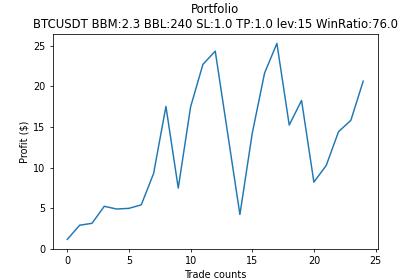 Portfolio
BTCUSDT BBM:2.3 BBL:240 SL:1.0 TP:1.0 lev:15 WinRatio:76.0
25
20
15
10
5
0
Profit ($)
0 5 10 15 20 25
Trade counts